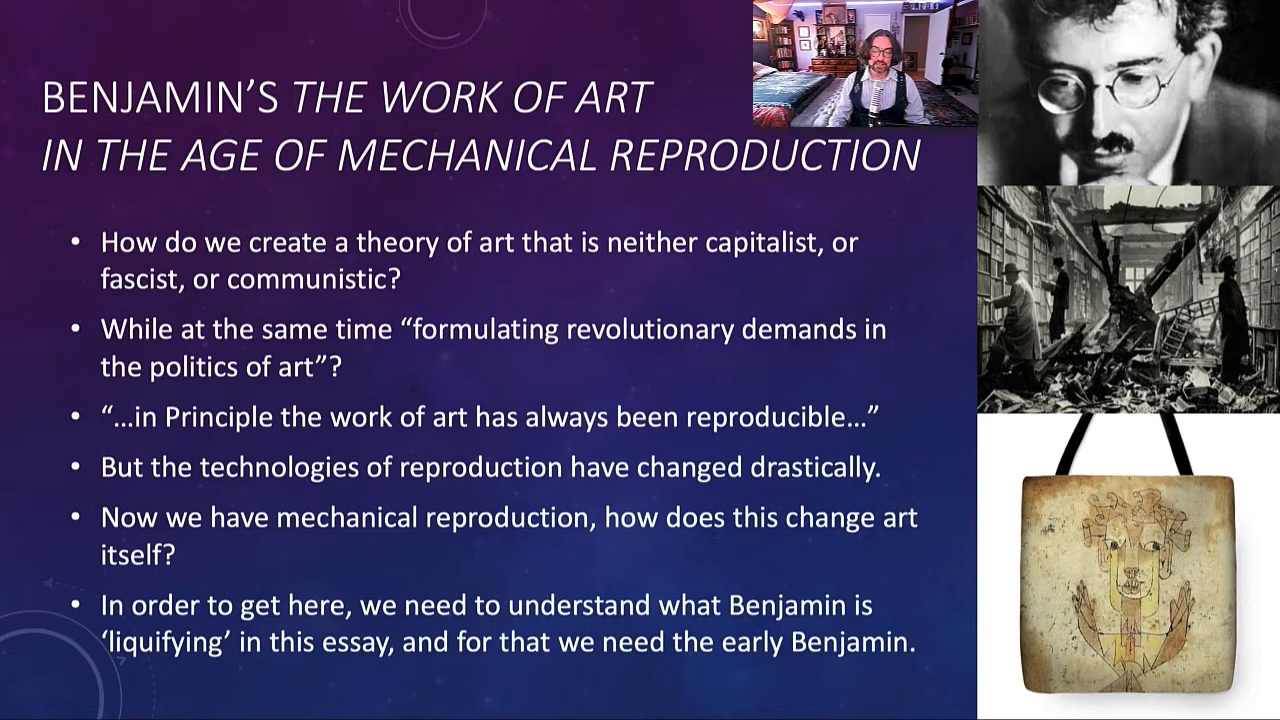 BENJAMIN’S THE WORK OF ART
IN THE AGE OF MECHANICAL REPRODUCTION
• How do we create a theory of art that is neither capitalist, or
fascist, or communistic?
• While at the same time “formulating revolutionary demands in
the politics of art”?
• “…in Principle the work of art has always been reproducible…”
• But the technologies of reproduction have changed drastically.
• Now we have mechanical reproduction, how does this change art
itself?
• In order to get here, we need to understand what Benjamin is
‘liquifying’ in this essay, and for that we need the early Benjamin.